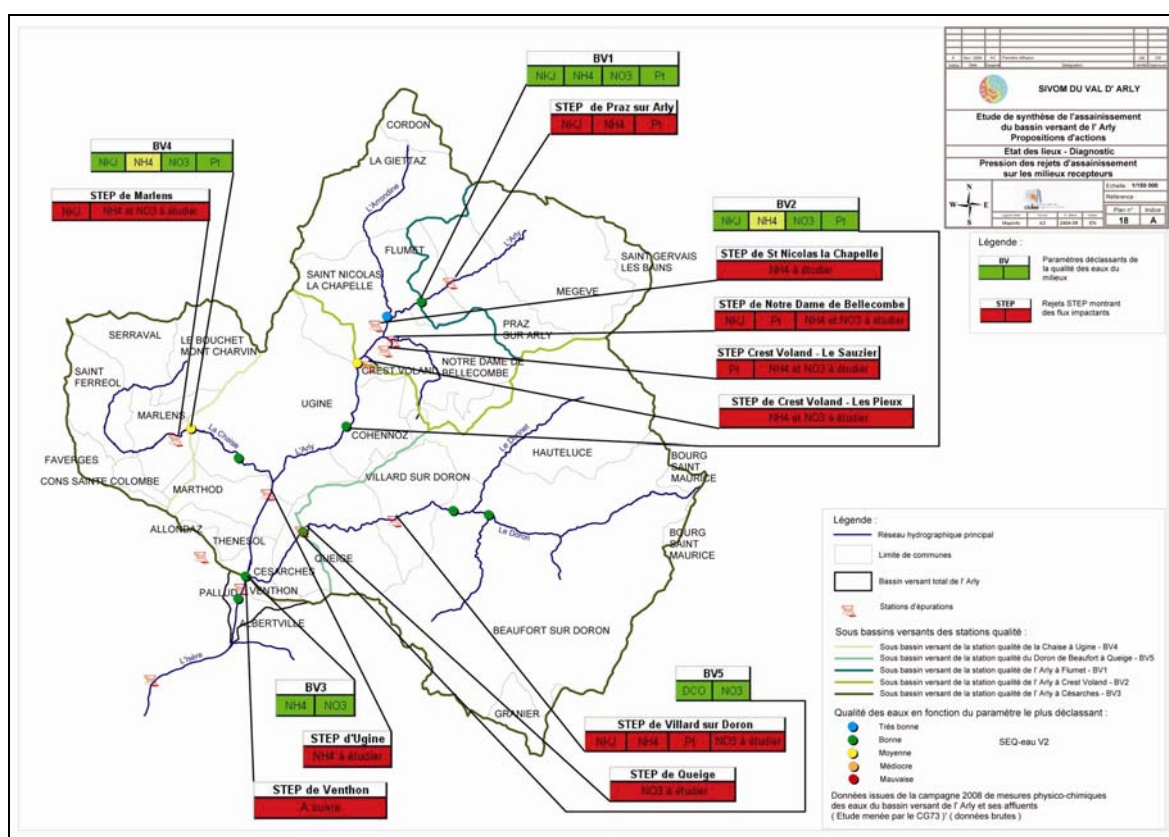 BV1
NKJ NH4 NO3 Pt
STEP de Praz sur Arly
NKJ NH4 Pt
BV4
NKJ NH4 NO3 Pt
STEP de Marlens
NKJ NH4 et NO3 à étudier
BV2
NKJ NH4 NO3 Pt
STEP de St Nicolas la Chapelle
NH4 à étudier
STEP de Notre Dame de Bellecombe
NKJ Pt NH4 et NO3 à étudier
STEP Crest Voland - Le Sauzier
Pt NH4 et NO3 à étudier
STEP de Crest Voland - Les Pieux
NH4 et NO3 à étudier
BV3
NH4 NO3
STEP d'Ugine
NH4 à étudier
STEP de Venthon
A suivre
BV5
DCO NO3
STEP de Villard sur Doron
NKJ NH4 Pt NO3 à étudier
STEP de Queige
NO3 à étudier
CORDON
LA GIETTAZ
L'Arrondine
FLUMET
L'Arly
SAINT NICOLAS
LA CHAPELLE
SAINT GERVAIS
LES BAINS
MEGEVE
PRAZ
SUR ARLY
SERRAVAL
LE BOUCHET
MONT CHARVIN
SAINT
FERREOL
CREST VOLAND
NOTRE DAME DE
BELLECOMBE
UGINE
MARLENS
La Chaise
COHENNOZ
L'Arly
HAUTELUCE
BOURG
SAINT
MAURICE
FAVERGES
CONS SAINTE COLOMBE
MARTHOD
VILLARD SUR DORON
Le Doron
ALLONDAZ
THENESOL
BOURG
SAINT
MAURICE
QUEIGE
CESARCHES
PALLUD
VENTHON
ALBERTVILLE
BEAUFORT SUR DORON
L'Isère
GRANIER
SIVOM DU VAL D' ARLY
Etude de synthèse de l'assainissement
du bassin versant de l' Arly
Propositions d'actions
Etat des lieux - Diagnostic
Pression des rejets d'assainissement
sur les milieux recepteurs
N
W E
S
Echelle 1/150 000
Référence :
Plan n° Indice
18 A
Légende :
BV
Paramètres déclassants de
la qualité des eaux du
milieu
STEP
Rejets STEP montrant
des flux impactants
Légende :
Réseau hydrographique principal
Limite de communes
Bassin versant total de l' Arly
Stations d'épurations
Sous bassins versants des stations qualité :
Sous bassin versant de la station qualité de la Chaise à Ugine - BV4
Sous bassin versant de la station qualité du Doron de Beaufort à Queige - BV5
Sous bassin versant de la station qualité de l' Arly à Flumet - BV1
Sous bassin versant de la station qualité de l' Arly à Crest Voland - BV2
Sous bassin versant de la station qualité de l' Arly à Césarches - BV3
Qualité des eaux en fonction du paramètre le plus déclassant :
Très bonne
Bonne
Moyenne
Médiocre
Mauvaise
SEQ-eau V2
Données issues de la campagne 2008 de mesures physico-chimiques
des eaux du bassin versant de l' Arly et ses affluents
( Etude menée par le CG73 )' ( données brutes )